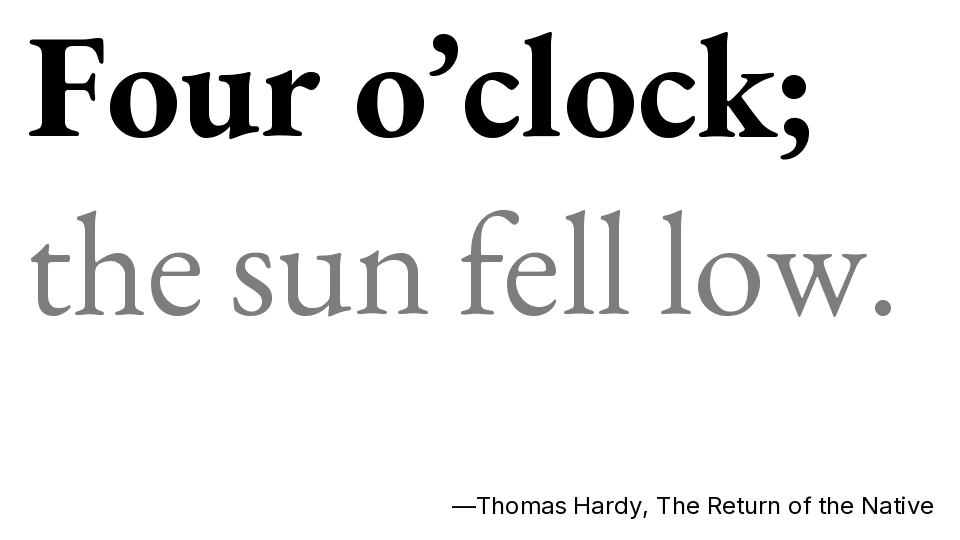 Four o’clock;
the sun fell low.
—Thomas Hardy, The Return of the Native